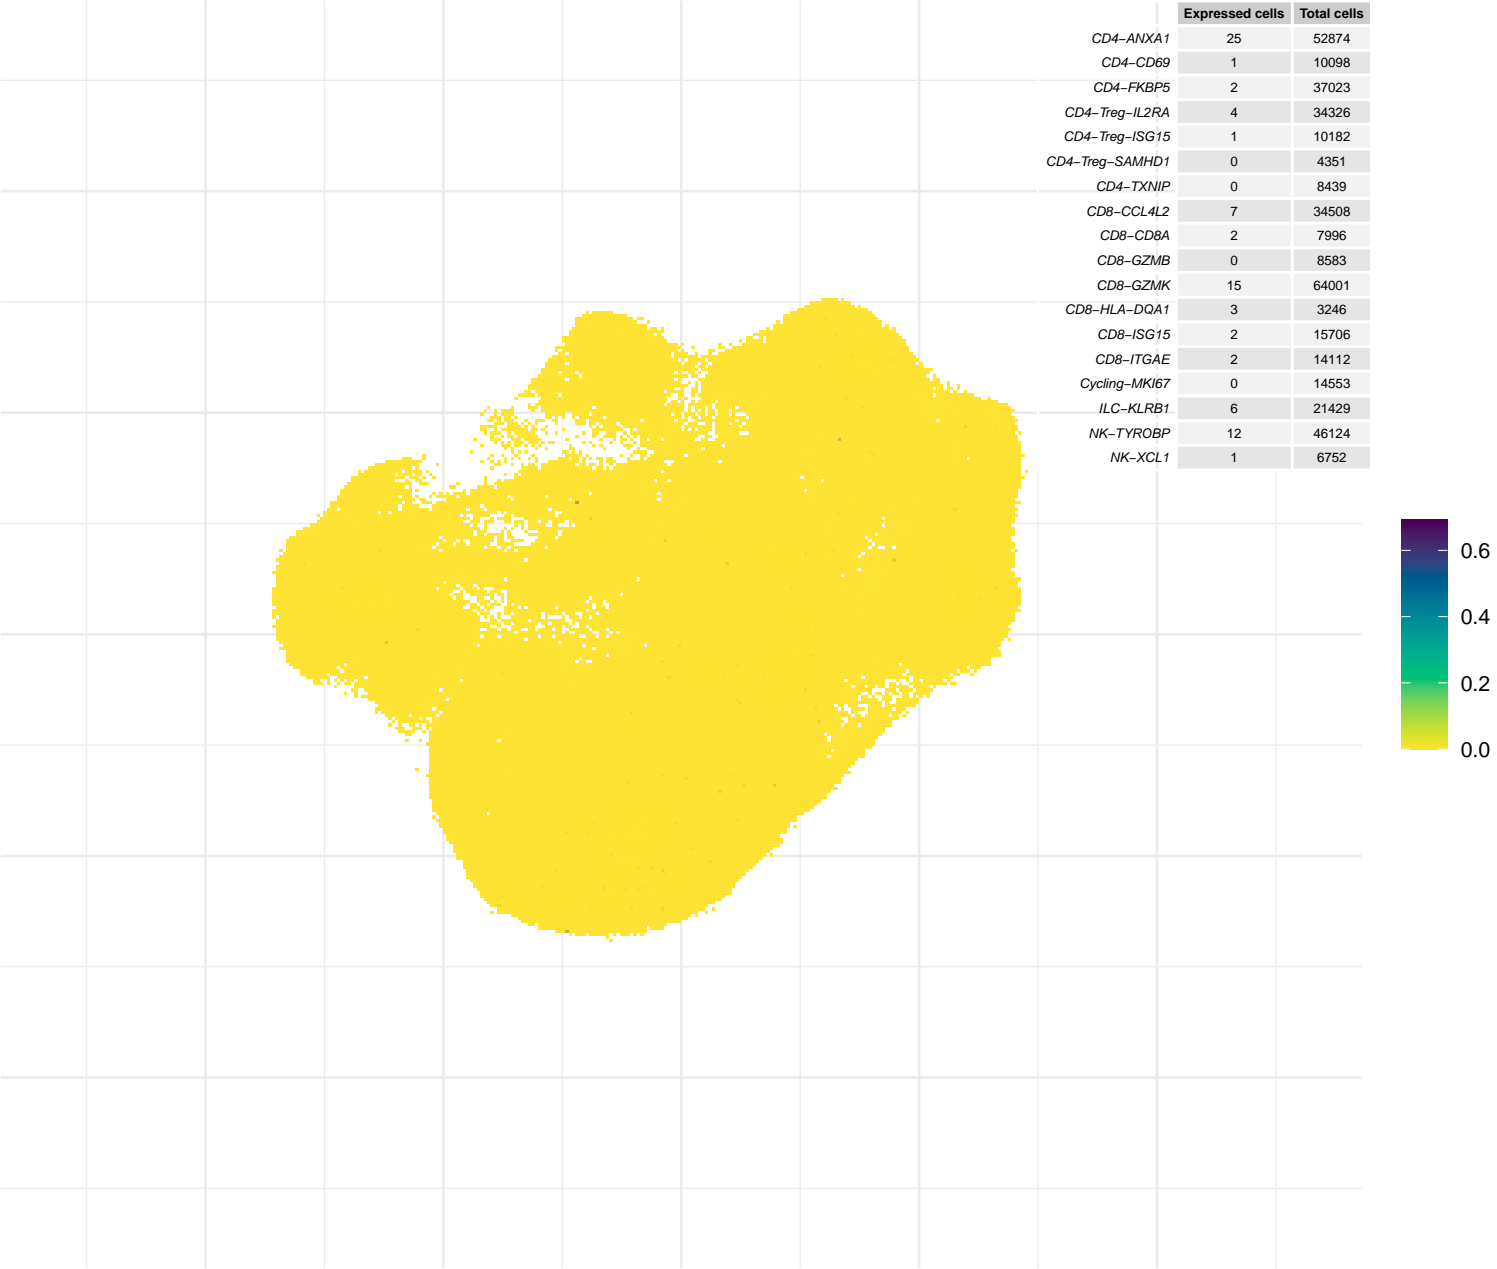 Expressed cells Total cells
CD4−ANXA1 25 52874
CD4−CD69 1 10098
CD4−FKBP5 2 37023
CD4−Treg−IL2RA 4 34326
CD4−Treg−ISG15 1 10182
CD4−Treg−SAMHD1 0 4351
CD4−TXNIP 0 8439
CD8−CCL4L2 7 34508
CD8−CD8A 2 7996
CD8−GZMB 0 8583
CD8−GZMK 15 64001
CD8−HLA−DQA1 3 3246
CD8−ISG15 2 15706
CD8−ITGAE 2 14112
Cycling−MKI67 0 14553
ILC−KLRB1 6 21429
NK−TYROBP 12 46124
NK−XCL1 1 6752
0.6
0.4
0.2
0.0